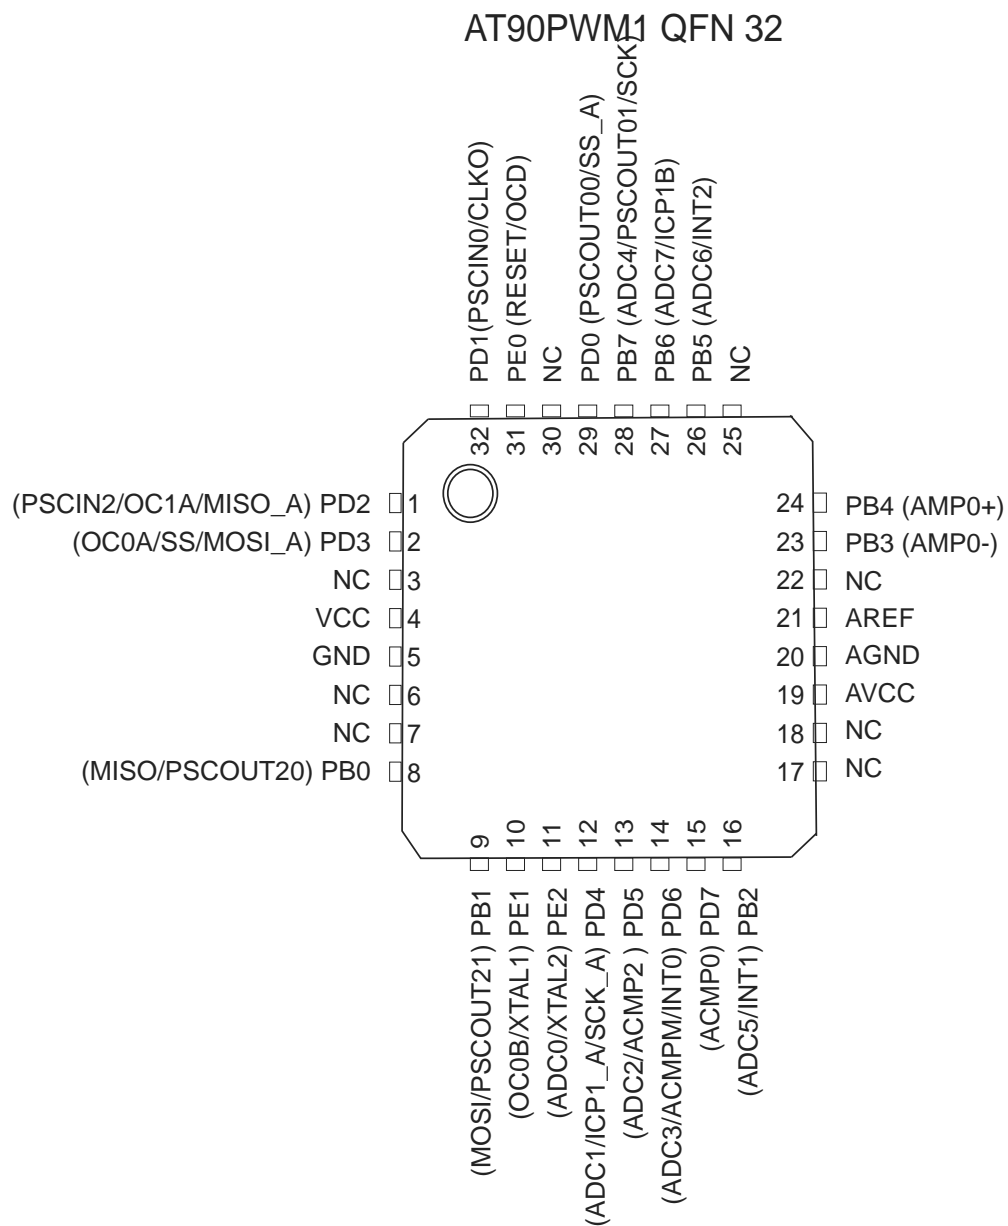 AT90PWM1 QFN 32
PD1(PSCIN0/CLKO)
PE0 (RESET/OCD)
NC
PD0 (PSCOUT00/SS_A)
PB7 (ADC4/PSCOUT01/SCK)
PB6 (ADC7/ICP1B)
PB5 (ADC6/INT2)
NC
32
31
30
29
28
27
26
25
(PSCIN2/OC1A/MISO_A) PD2
1
(OC0A/SS/MOSI_A) PD3
2
NC
3
VCC
4
GND
5
NC
6
NC
7
(MISO/PSCOUT20) PB0
8
24
PB4 (AMP0+)
23
PB3 (AMP0-)
22
NC
21
AREF
20
AGND
19
AVCC
18
NC
17
NC
9
10
11
12
13
14
15
16
(MOSI/PSCOUT21) PB1
(OC0B/XTAL1) PE1
(ADC0/XTAL2) PE2
(ADC1/ICP1_A/SCK_A) PD4
(ADC2/ACMP2 ) PD5
(ADC3/ACMPM/INT0) PD6
(ACMP0) PD7
(ADC5/INT1) PB2